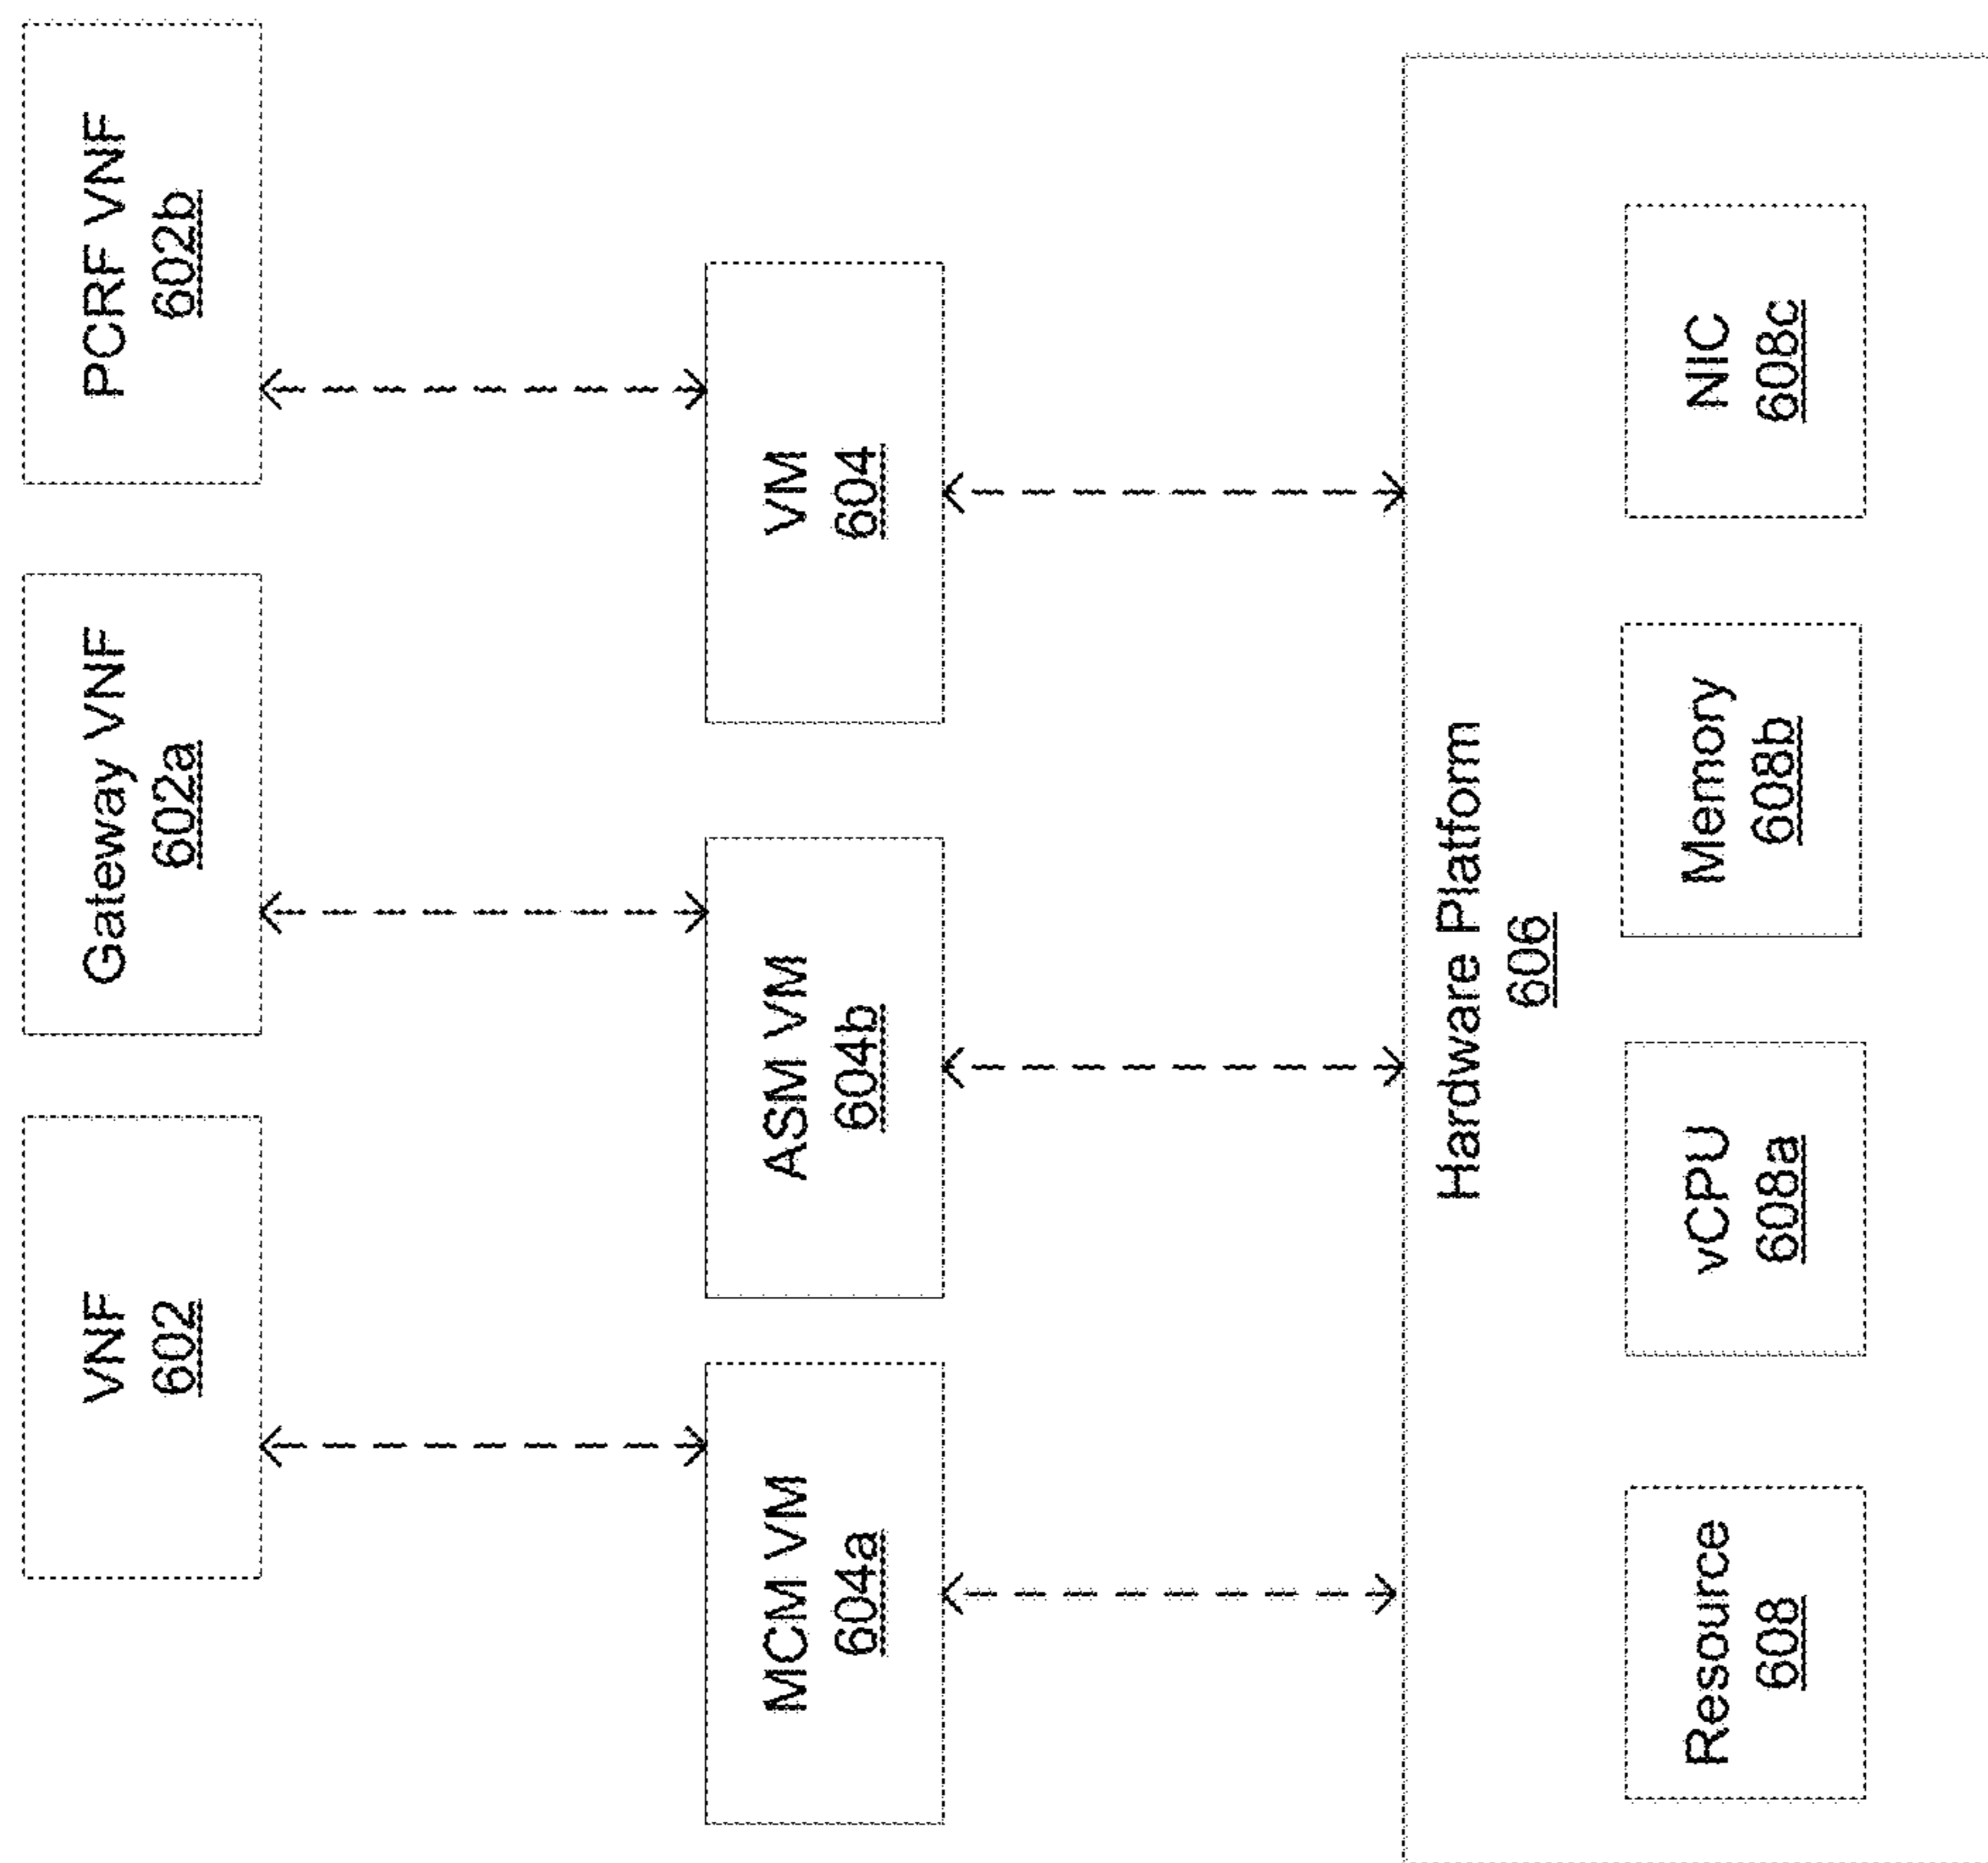 VNF
602
Gateway VNF
602a
PCRF VNF
602b
MCM VM
604a
ASM VM
604b
VM
604
Hardware Platform
606
Resource
608
vCPU
608a
Memory
608b
NIC
608c